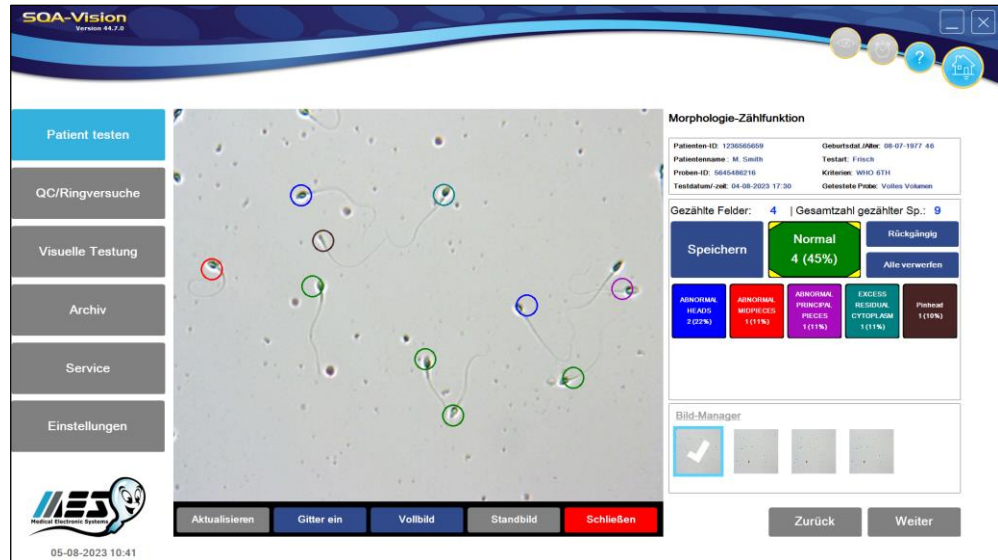 SQA-Vision
Version 44.7.0
?
Patient testen
QC/Ringversuche
Visuelle Testung
Archiv
Service
Einstellungen
MES
Medical Electronic Systems
05-08-2023 10:41
Aktualisieren
Gitter ein
Vollbild
Standbild
Schließen
Morphologie-Zählfunktion
Patienten-ID: 1236565659 Geburtsdat./Alter: 08-07-1977 46
Patientenname : M. Smith Testart: Frisch
Proben-ID: 5645486216 Kriterien: WHO 6TH
Testdatum/-zeit: 04-08-2023 17:30 Getestete Probe: Volles Volumen
Gezählte Felder: 4 | Gesamtzahl gezählter Sp.: 9
Speichern
Normal
4 (45%)
Rückgängig
Alle verwerfen
ABNORMAL
HEADS
2 (22%)
ABNORMAL
MIDPIECES
1 (11%)
ABNORMAL
PRINCIPAL
PIECES
1 (11%)
EXCESS
RESIDUAL
CYTOPLASM
1 (11%)
Pinhead
1 (10%)
Bild-Manager
Zurück
Weiter